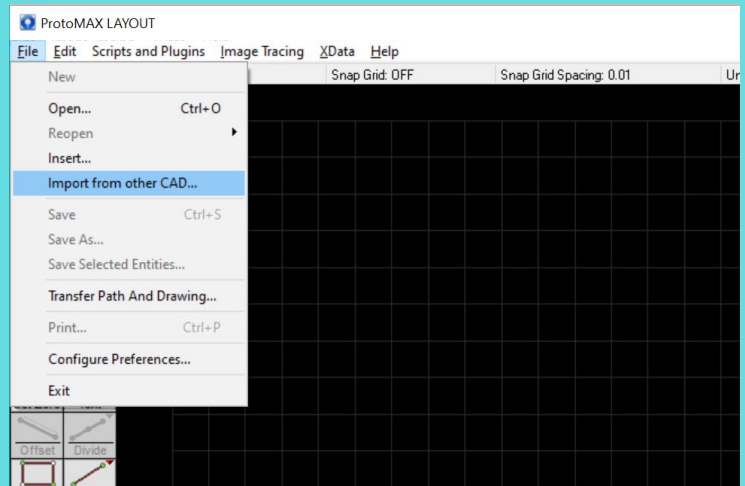 ProtoMAX LAYOUT
File Edit Scripts and Plugins Image Tracing XData Help
Snap Grid: OFF Snap Grid Spacing: 0.01
New
Open... Ctrl+O
Reopen
Insert...
Import from other CAD...
Save Ctrl+S
Save As...
Save Selected Entities...
Transfer Path And Drawing...
Print... Ctrl+P
Configure Preferences...
Exit
Offset Divide